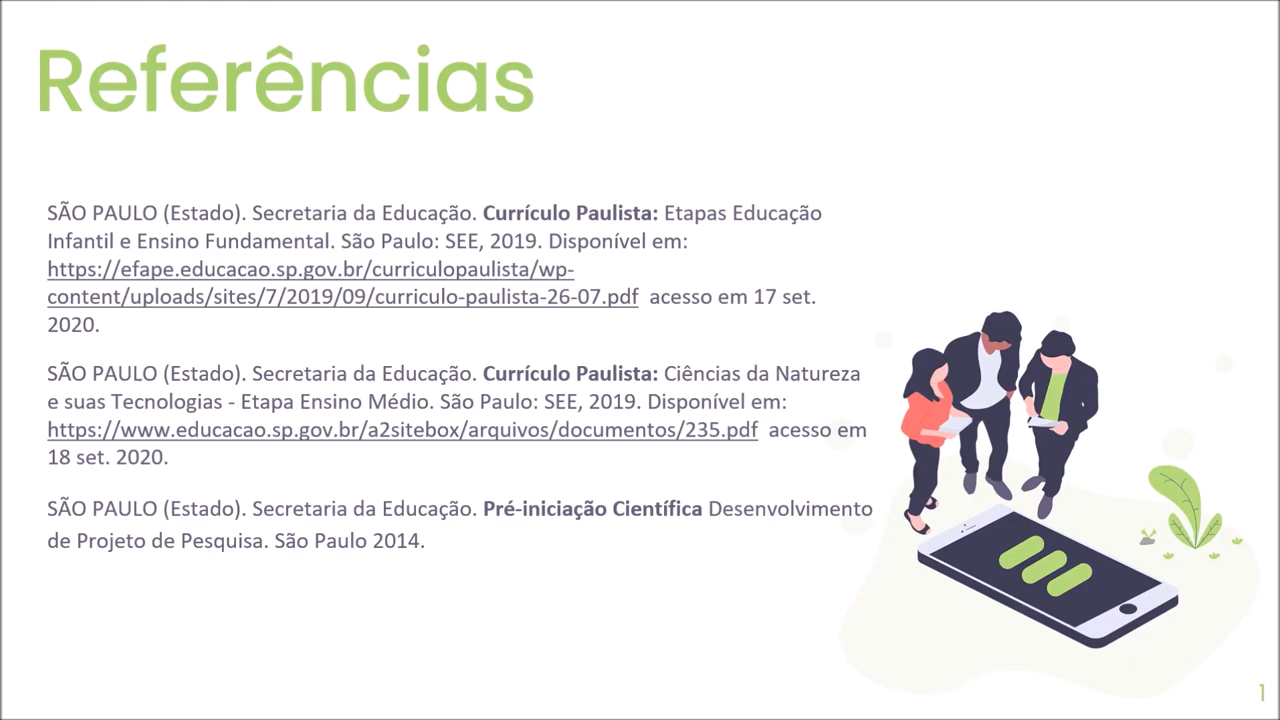 Referências
SÃO PAULO (Estado). Secretaria da Educação. Currículo Paulista: Etapas Educação
Infantil e Ensino Fundamental. São Paulo: SEE, 2019. Disponível em:
https://efape.educacao.sp.gov.br/curriculopaulista/wp-
content/uploads/sites/7/2019/09/curriculo-paulista-26-07.pdf acesso em 17 set.
2020.
SÃO PAULO (Estado). Secretaria da Educação. Currículo Paulista: Ciências da Natureza
e suas Tecnologias - Etapa Ensino Médio. São Paulo: SEE, 2019. Disponível em:
https://www.educacao.sp.gov.br/a2sitebox/arquivos/documentos/235.pdf acesso em
18 set. 2020.
SÃO PAULO (Estado). Secretaria da Educação. Pré-iniciação Científica Desenvolvimento
de Projeto de Pesquisa. São Paulo 2014.
1